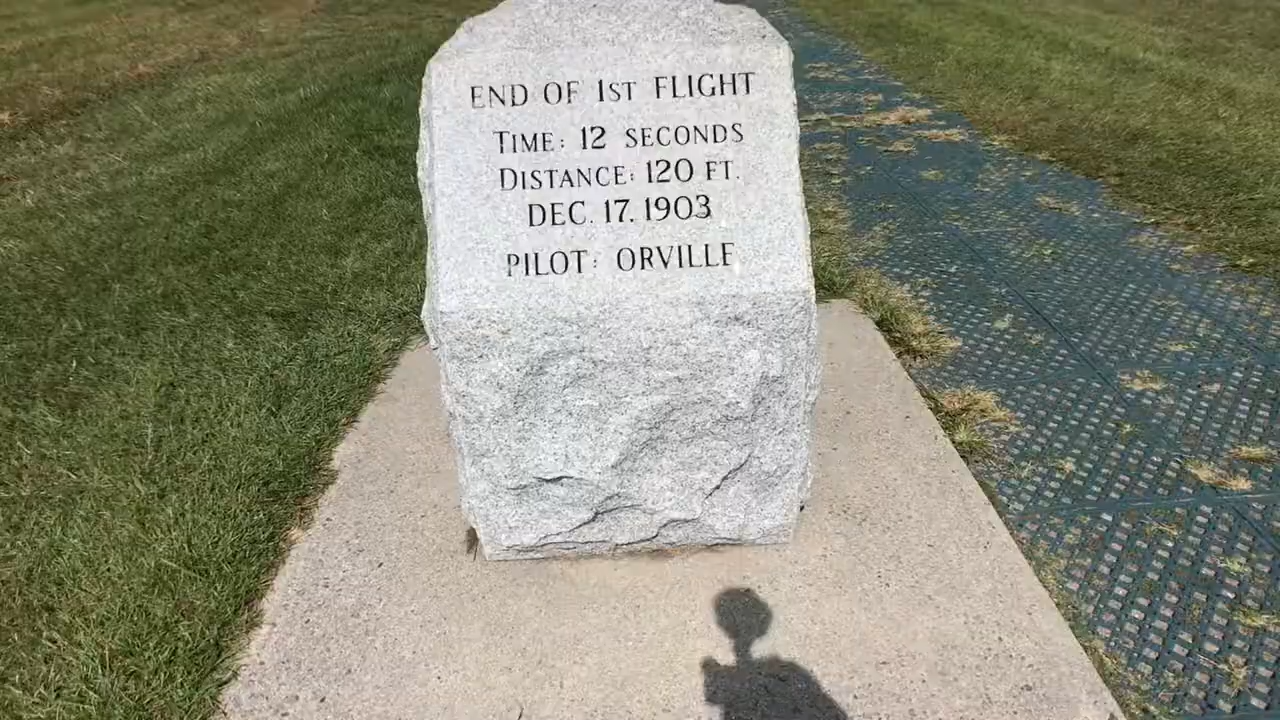 END OF 1ST FLIGHT
TIME: 12 SECONDS
DISTANCE: 120 FT.
DEC. 17. 1903
PILOT: ORVILLE